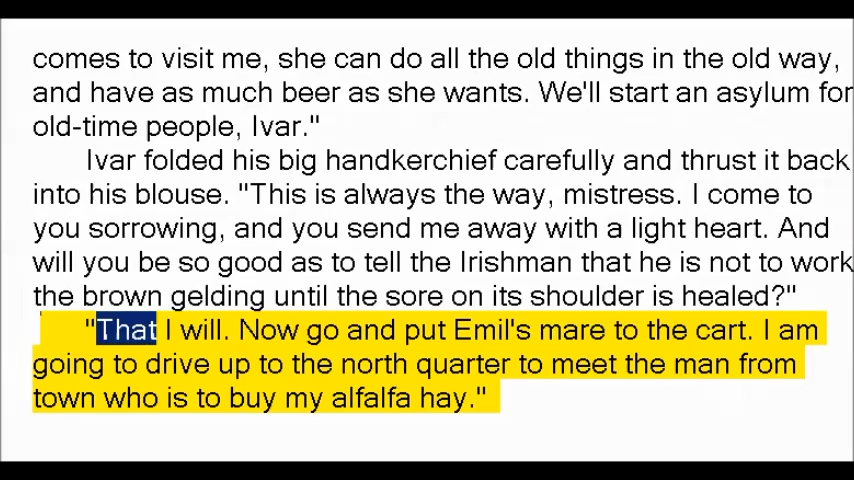 comes to visit me, she can do all the old things in the old way,
and have as much beer as she wants. We'll start an asylum for
old-time people, Ivar."
Ivar folded his big handkerchief carefully and thrust it back
into his blouse. "This is always the way, mistress. I come to
you sorrowing, and you send me away with a light heart. And
will you be so good as to tell the Irishman that he is not to work
the brown gelding until the sore on its shoulder is healed?"
"That I will. Now go and put Emil's mare to the cart. I am
going to drive up to the north quarter to meet the man from
town who is to buy my alfalfa hay."